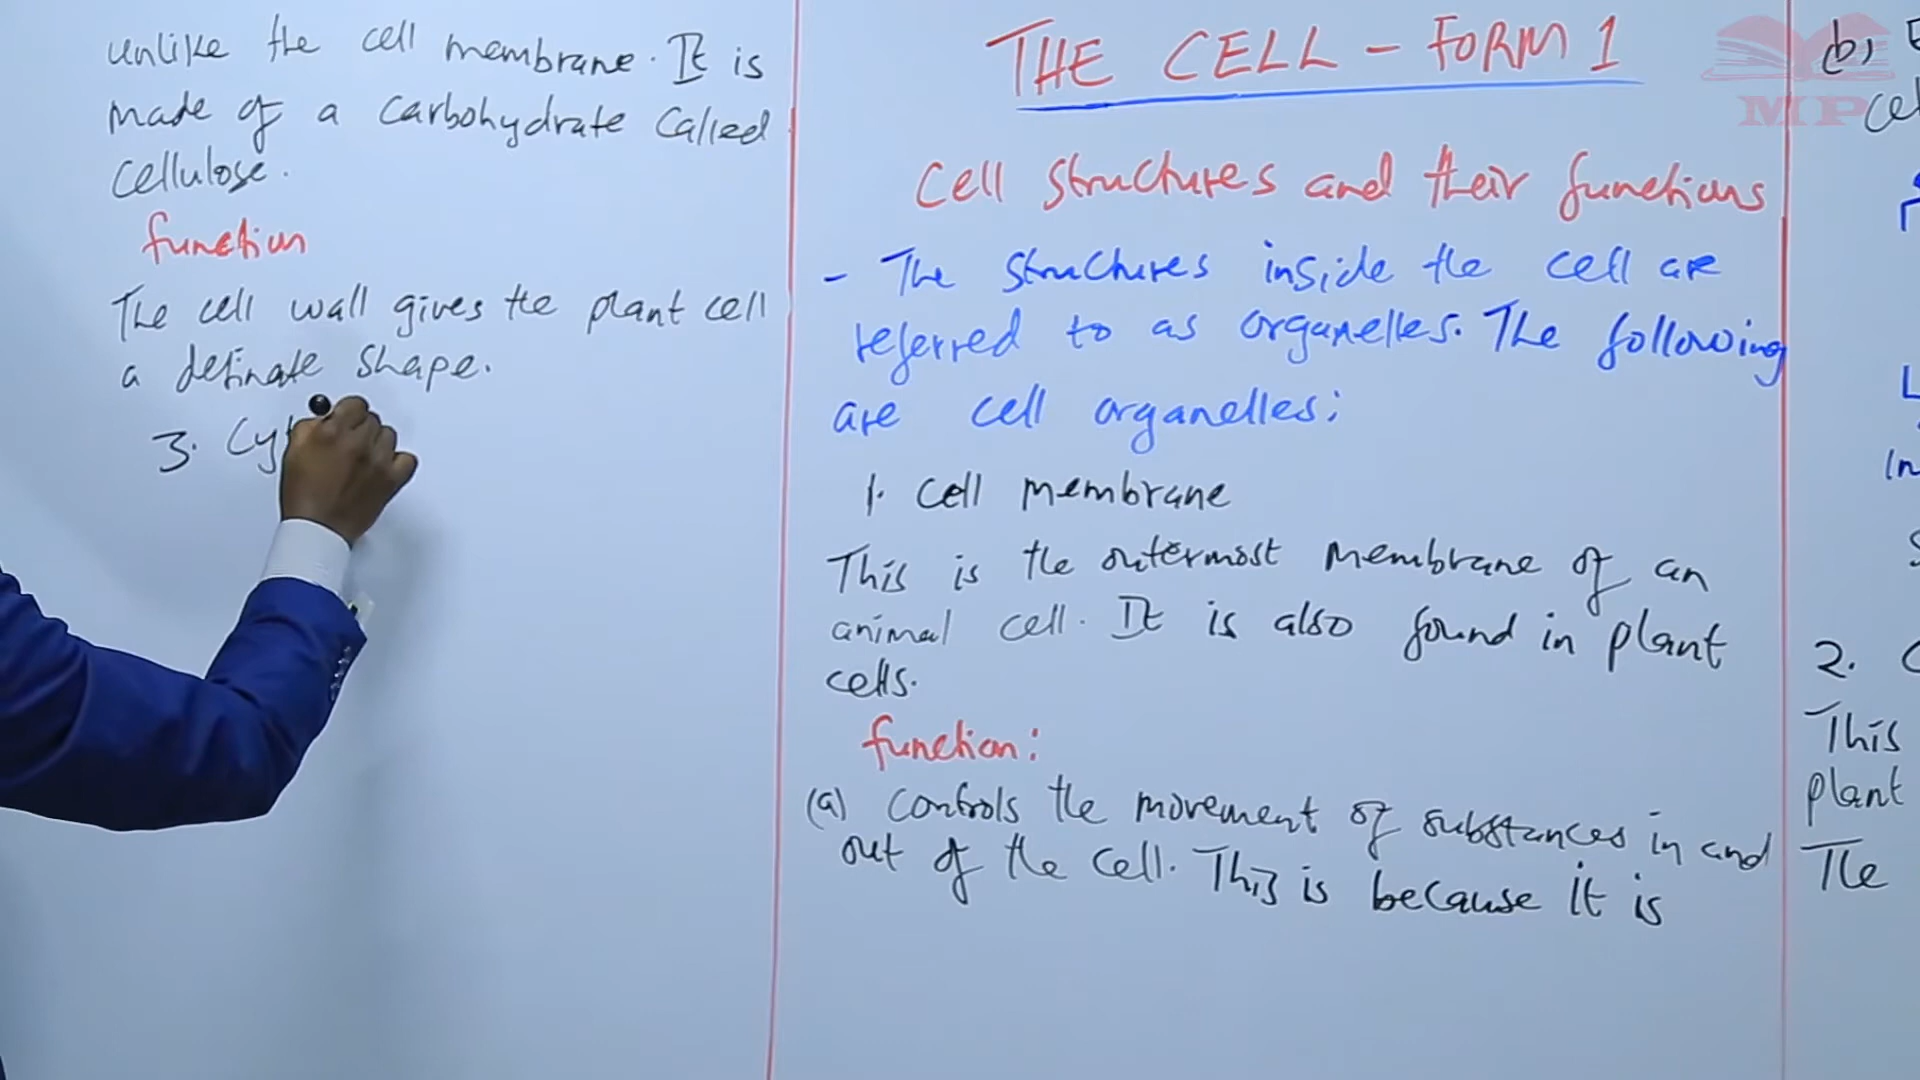 unlike the cell membrane. It is
made of a carbohydrate called
cellulose.
function
The cell wall gives the plant cell
a definate shape.
3. Cyt
THE CELL - FORM 1
Cell structures and their functions
- The structures inside the cell are
referred to as organelles. The following
are cell organelles:
1. Cell membrane
This is the outermost membrane of an
animal cell. It is also found in plant
cells.
function:
(a) Controls the movement of substances in and
out of the cell. This is because it is
MP
(b)
Cel
L
In
S
2. C
This
plant
The